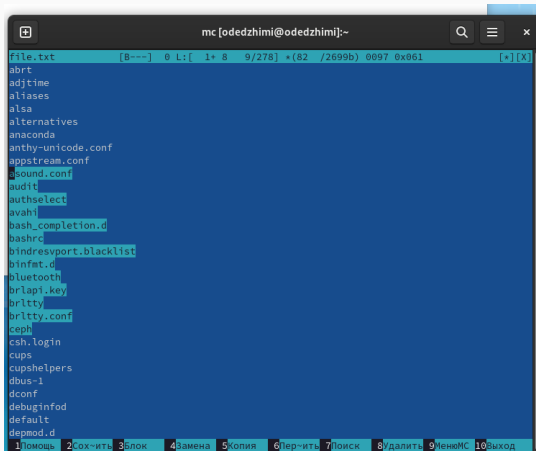 mc [odedzhimi@odedzhimi]:~
file.txt [B---] 0 L:[ 1+ 8 9/278] *(82 /2699b) 0097 0x061 [*][X]
abrt
adjtime
aliases
alsa
alternatives
anaconda
anthy-unicode.conf
appstream.conf
asound.conf
audit
authselect
avahi
bash_completion.d
bashrc
bindresvport.blacklist
binfmt.d
bluetooth
brlapi.key
brltty
brltty.conf
ceph
csh.login
cups
cupshelpers
dbus-1
dconf
debuginfod
default
depmod.d
1Помощь 2Сох~ить 3Блок 4Замена 5Копия 6Пер~ить 7Поиск 8Удалить 9МенюMC 10Выход